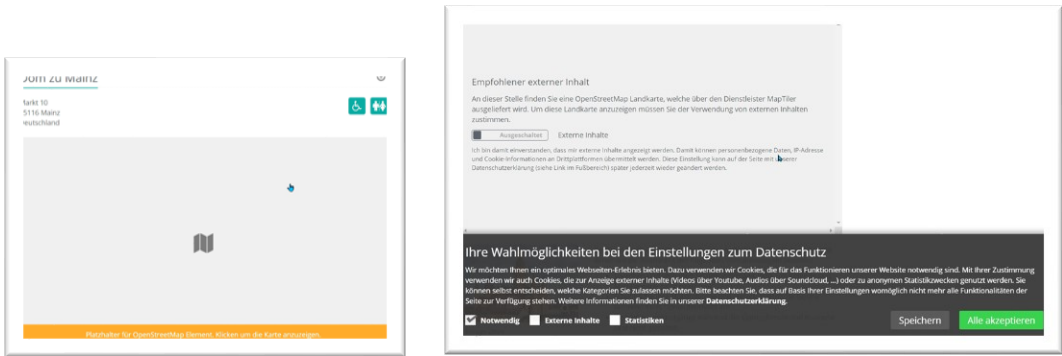 Dom zu Mainz
Markt 10
55116 Mainz
Deutschland
Platzhalter für OpenStreetMap Element. Klicken um die Karte anzuzeigen.
Empfohlener externer Inhalt
An dieser Stelle finden Sie eine OpenStreetMap Landkarte, welche über den Dienstleister MapTiler
ausgeliefert wird. Um diese Landkarte anzuzeigen müssen Sie der Verwendung von externen Inhalten
zustimmen.
Ausgeschaltet Externe Inhalte
Ich bin damit einverstanden, dass mir externe Inhalte angezeigt werden. Damit können personenbezogene Daten, IP-Adresse
und Cookie-Informationen an Drittplattformen übermittelt werden. Diese Einstellung kann auf der Seite mit unserer
Datenschutzerklärung (siehe Link im Fußbereich) später jederzeit wieder geändert werden.
Ihre Wahlmöglichkeiten bei den Einstellungen zum Datenschutz
Wir möchten Ihnen ein optimales Webseiten-Erlebnis bieten. Dazu verwenden wir Cookies, die für das Funktionieren unserer Website notwendig sind. Mit Ihrer Zustimmung
verwenden wir auch Cookies, die zur Anzeige externer Inhalte (Videos über Youtube, Audios über Soundcloud, ...) oder zu anonymen Statistikzwecken genutzt werden. Sie
können selbst entscheiden, welche Kategorien Sie zulassen möchten. Bitte beachten Sie, dass auf Basis Ihrer Einstellungen womöglich nicht mehr alle Funktionalitäten der
Seite zur Verfügung stehen. Weitere Informationen finden Sie in unserer Datenschutzerklärung.
Notwendig Externe Inhalte Statistiken Speichern Alle akzeptieren